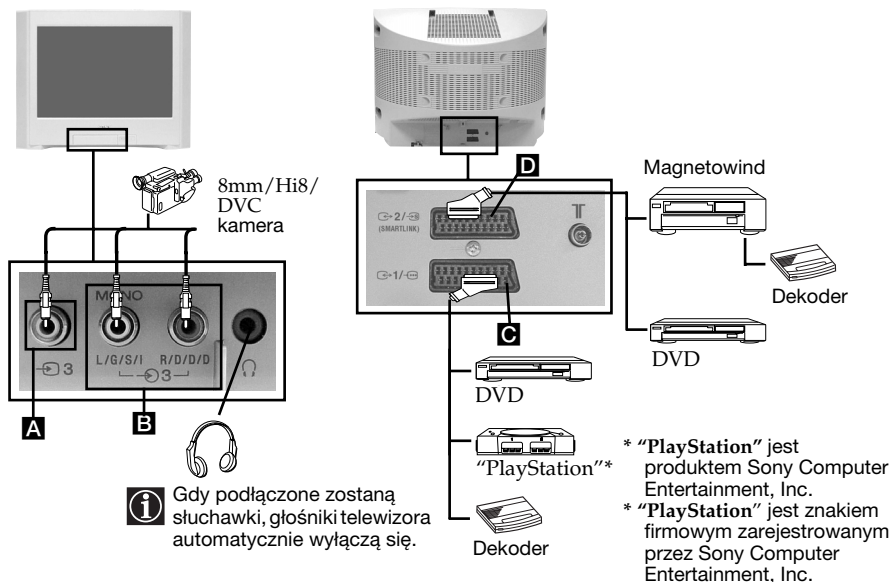 8mm/Hi8/
DVC
kamera
MONO
L/G/S/I R/D/D/D
3
3
A
B
Gdy podłączone zostaną
słuchawki, głośniki telewizora
automatycznie wyłączą się.
D
2/
(SMARTLINK)
1/
C
Magnetowind
Dekoder
DVD
DVD
"PlayStation"*
Dekoder
* "PlayStation" jest
produktem Sony Computer
Entertainment, Inc.
* "PlayStation" jest znakiem
firmowym zarejestrowanym
przez Sony Computer
Entertainment, Inc.